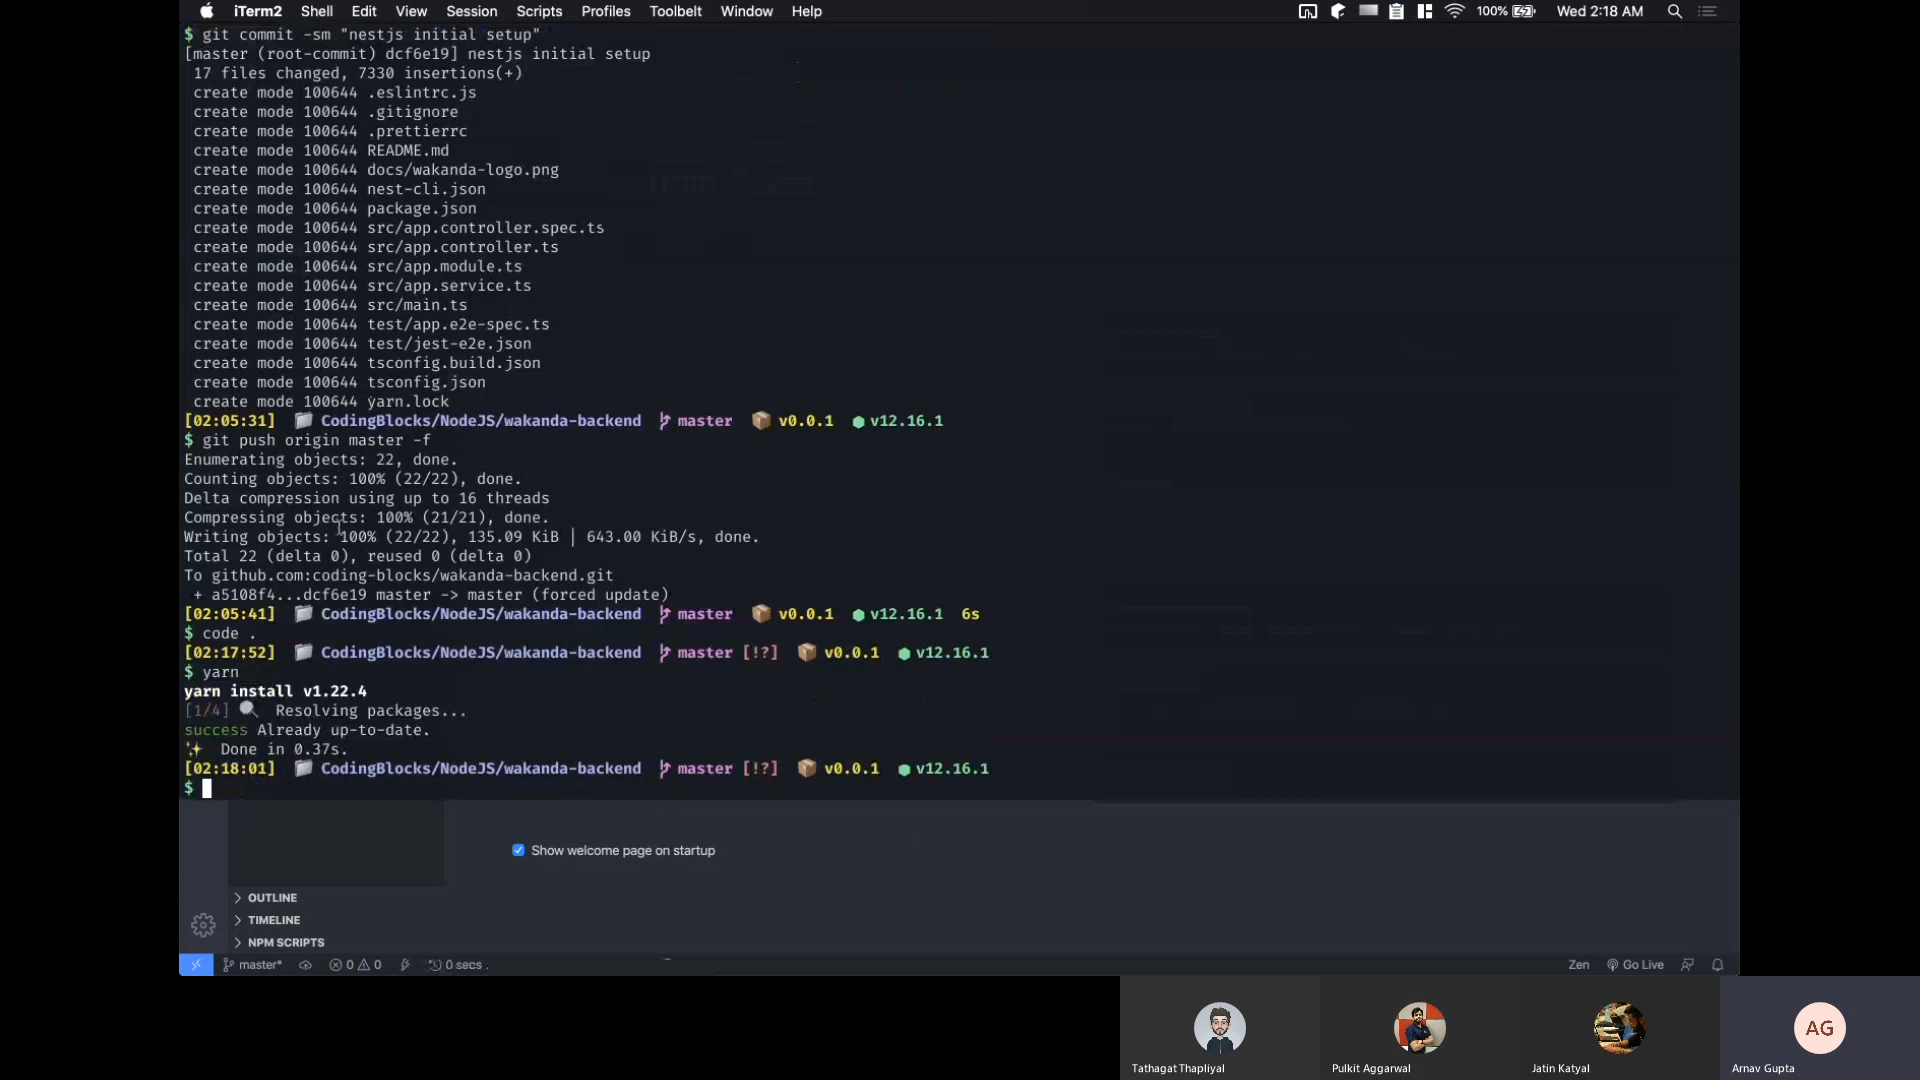 iTerm2 Shell Edit View Session Scripts Profiles Toolbelt Window Help 100% Wed 2:18 AM
$ git commit -sm "nestjs initial setup"
[master (root-commit) dcf6e19] nestjs initial setup
17 files changed, 7330 insertions(+)
create mode 100644 .eslintrc.js
create mode 100644 .gitignore
create mode 100644 .prettierrc
create mode 100644 README.md
create mode 100644 docs/wakanda-logo.png
create mode 100644 nest-cli.json
create mode 100644 package.json
create mode 100644 src/app.controller.spec.ts
create mode 100644 src/app.controller.ts
create mode 100644 src/app.module.ts
create mode 100644 src/app.service.ts
create mode 100644 src/main.ts
create mode 100644 test/app.e2e-spec.ts
create mode 100644 test/jest-e2e.json
create mode 100644 tsconfig.build.json
create mode 100644 tsconfig.json
create mode 100644 yarn.lock
[02:05:31] CodingBlocks/NodeJS/wakanda-backend master v0.0.1 v12.16.1
$ git push origin master -f
Enumerating objects: 22, done.
Counting objects: 100% (22/22), done.
Delta compression using up to 16 threads
Compressing objects: 100% (21/21), done.
Writing objects: 100% (22/22), 135.09 KiB | 643.00 KiB/s, done.
Total 22 (delta 0), reused 0 (delta 0)
To github.com:coding-blocks/wakanda-backend.git
+ a5108f4...dcf6e19 master -> master (forced update)
[02:05:41] CodingBlocks/NodeJS/wakanda-backend master v0.0.1 v12.16.1 6s
$ code .
[02:17:52] CodingBlocks/NodeJS/wakanda-backend master [!?] v0.0.1 v12.16.1
$ yarn
yarn install v1.22.4
[1/4] Resolving packages...
success Already up-to-date.
Done in 0.37s.
[02:18:01] CodingBlocks/NodeJS/wakanda-backend master [!?] v0.0.1 v12.16.1
$
Show welcome page on startup
OUTLINE
TIMELINE
NPM SCRIPTS
master* 0 0 0 secs Zen Go Live
AG
Tathagat Thapliyal Pulkit Aggarwal Jatin Katyal Arnav Gupta